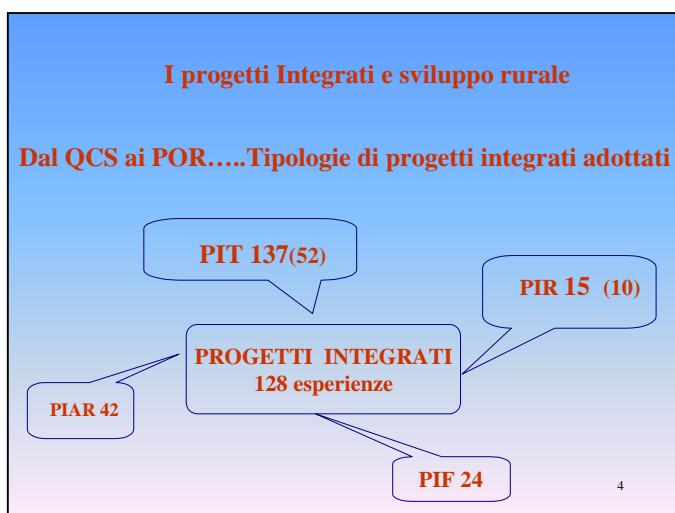 I progetti Integrati e sviluppo rurale
Dal QCS ai POR…..Tipologie di progetti integrati adottati
PIT 137(52)
PIR 15 (10)
PROGETTI INTEGRATI
128 esperienze
PIAR 42
PIF 24
4